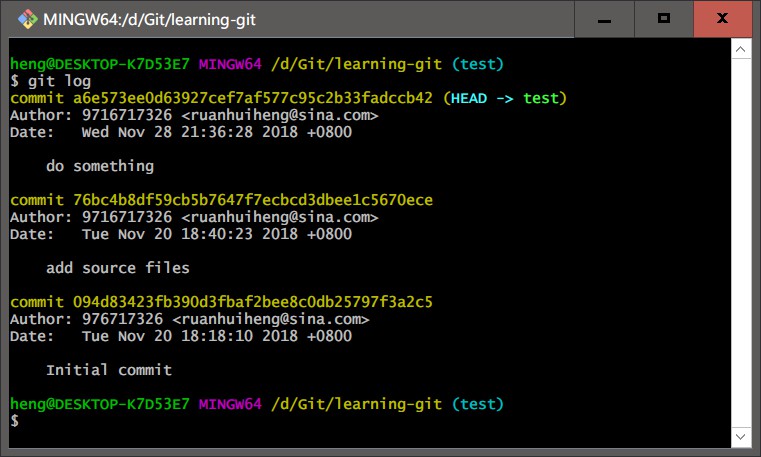 MINGW64:/d/Git/learning-git
heng@DESKTOP-K7D53E7 MINGW64 /d/Git/learning-git (test)
$ git log
commit a6e573ee0d63927cef7af577c95c2b33fadccb42 (HEAD -> test)
Author: 9716717326 <ruanhuiheng@sina.com>
Date:   Wed Nov 28 21:36:28 2018 +0800
do something
commit 76bc4b8df59cb5b7647f7ecbcd3dbee1c5670ece
Author: 9716717326 <ruanhuiheng@sina.com>
Date:   Tue Nov 20 18:40:23 2018 +0800
add source files
commit 094d83423fb390d3fbaf2bee8c0db25797f3a2c5
Author: 976717326 <ruanhuiheng@sina.com>
Date:   Tue Nov 20 18:18:10 2018 +0800
Initial commit
heng@DESKTOP-K7D53E7 MINGW64 /d/Git/learning-git (test)
$